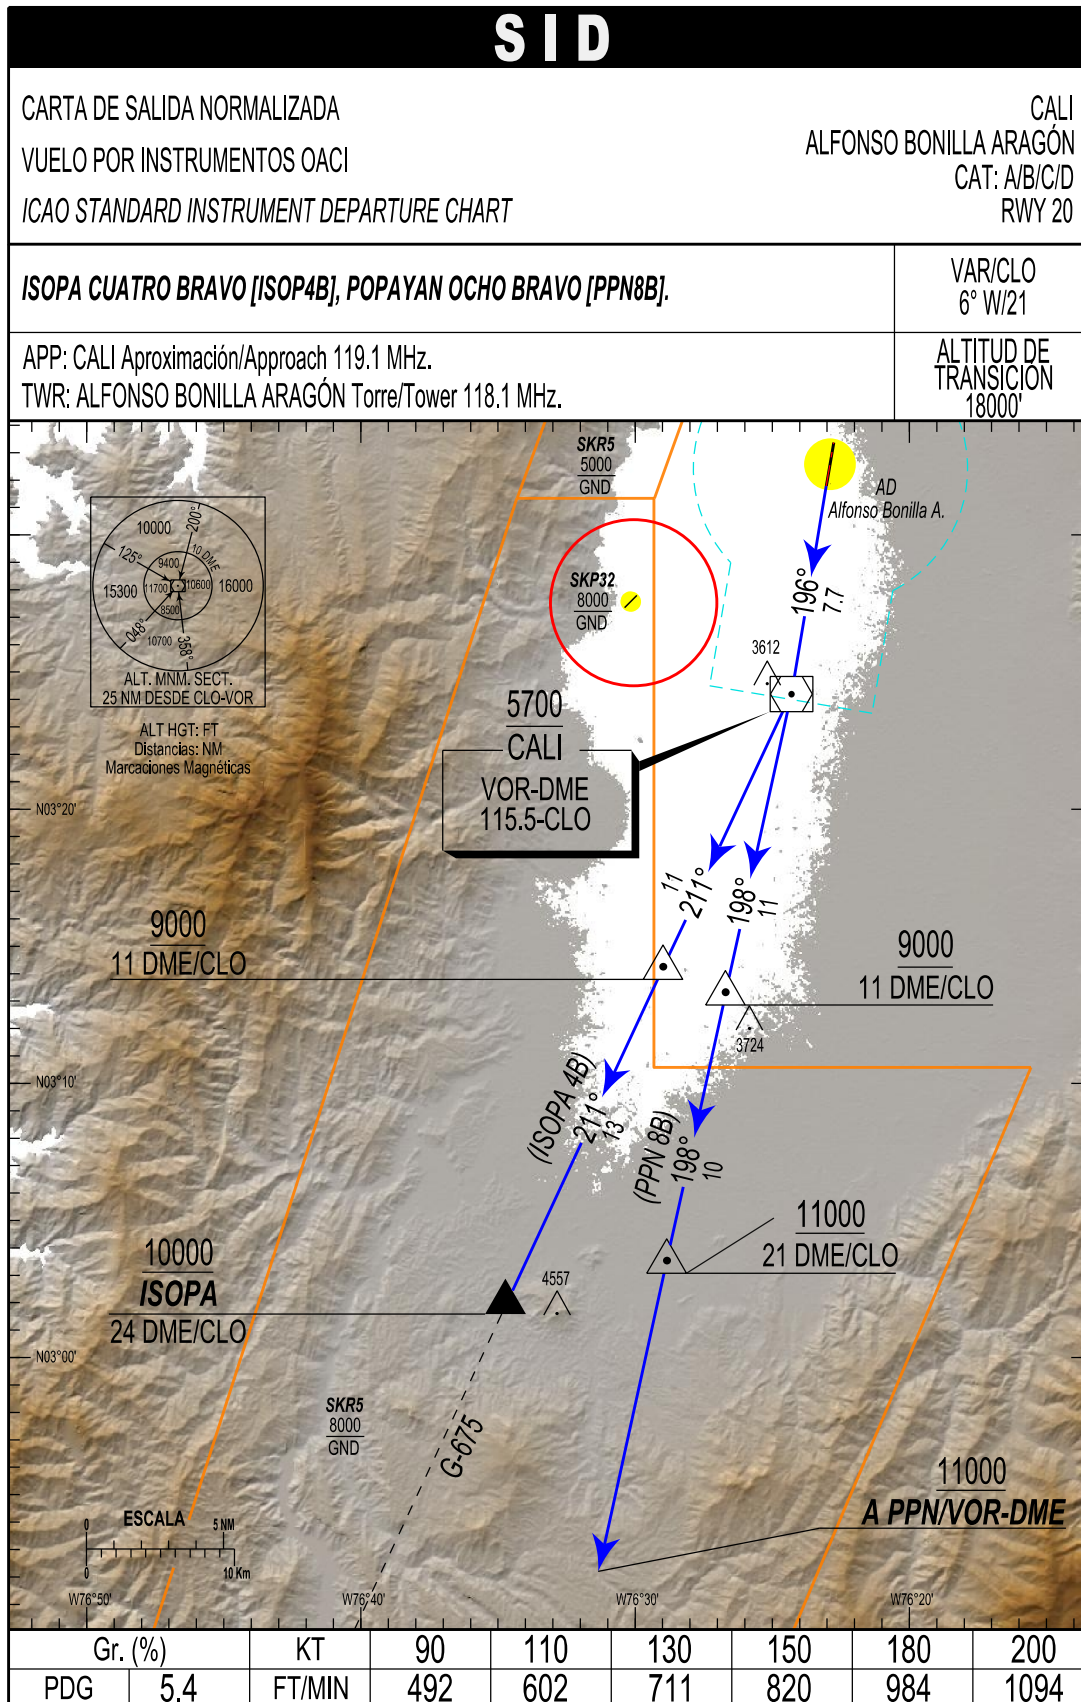 SID
CARTA DE SALIDA NORMALIZADA
VUELO POR INSTRUMENTOS OACI
ICAO STANDARD INSTRUMENT DEPARTURE CHART
CALI
ALFONSO BONILLA ARAGÓN
CAT: A/B/C/D
RWY 20
ISOPA CUATRO BRAVO [ISOP4B], POPAYAN OCHO BRAVO [PPN8B].
VAR/CLO
6° W/21
APP: CALI Aproximación/Approach 119.1 MHz.
TWR: ALFONSO BONILLA ARAGÓN Torre/Tower 118.1 MHz.
ALTITUD DE
TRANSICIÓN
18000'
SKR5
5000
GND
AD
Alfonso Bonilla A.
10000
200°
125°
10 DME
9400
15300
11700
10600
16000
8500
048°
10700
358°
ALT. MNM. SECT.
25 NM DESDE CLO-VOR
ALT HGT: FT
Distancias: NM
Marcaciones Magnéticas
SKP32
8000
GND
196°
7.7
3612
5700
CALI
VOR-DME
115.5-CLO
N03°20'
11
211°
198°
11
9000
11 DME/CLO
9000
11 DME/CLO
3724
N03°10'
(ISOPA 4B)
211°
13
(PPN 8B)
198°
10
11000
21 DME/CLO
10000
ISOPA
24 DME/CLO
4557
N03°00'
SKR5
8000
GND
G-675
11000
A PPN/VOR-DME
ESCALA
0
5 NM
0
10 Km
W76°50'
W76°40'
W76°30'
W76°20'
Gr. (%) KT 90 110 130 150 180 200
PDG 5.4 FT/MIN 492 602 711 820 984 1094